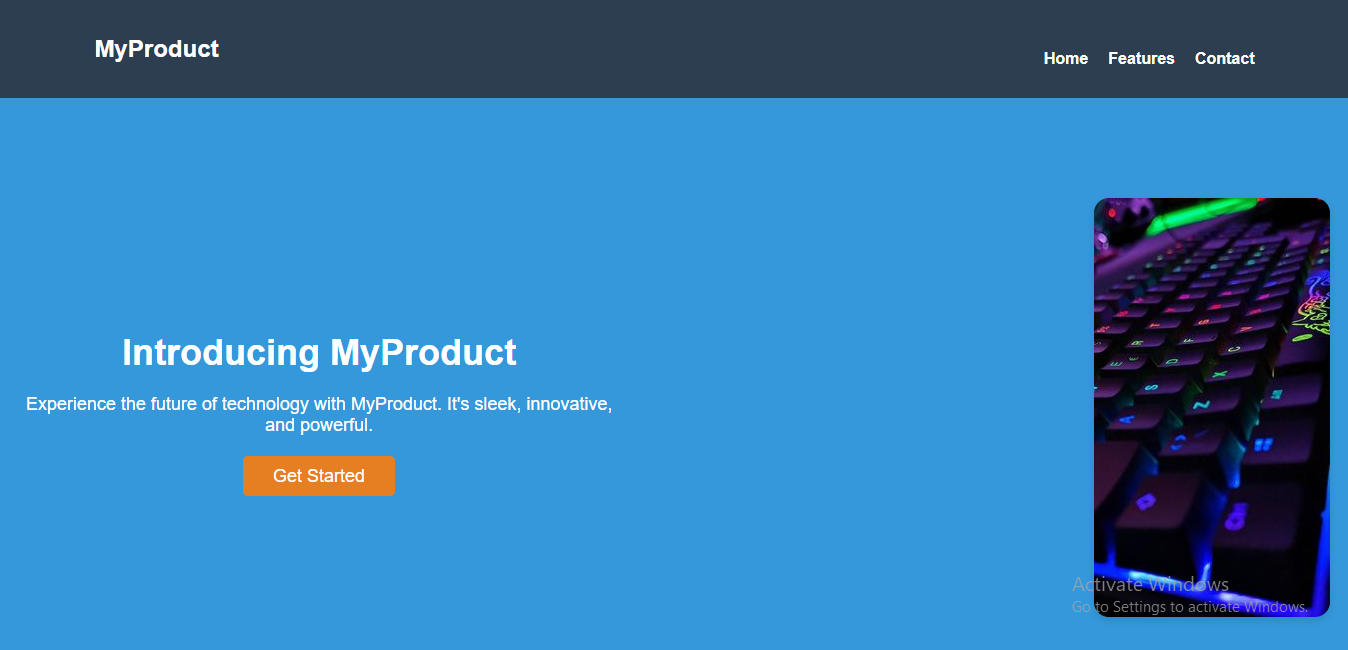 MyProduct
Home Features Contact
Introducing MyProduct
Experience the future of technology with MyProduct. It's sleek, innovative,
and powerful.
Get Started
Activate Windows
Go to Settings to activate Windows.